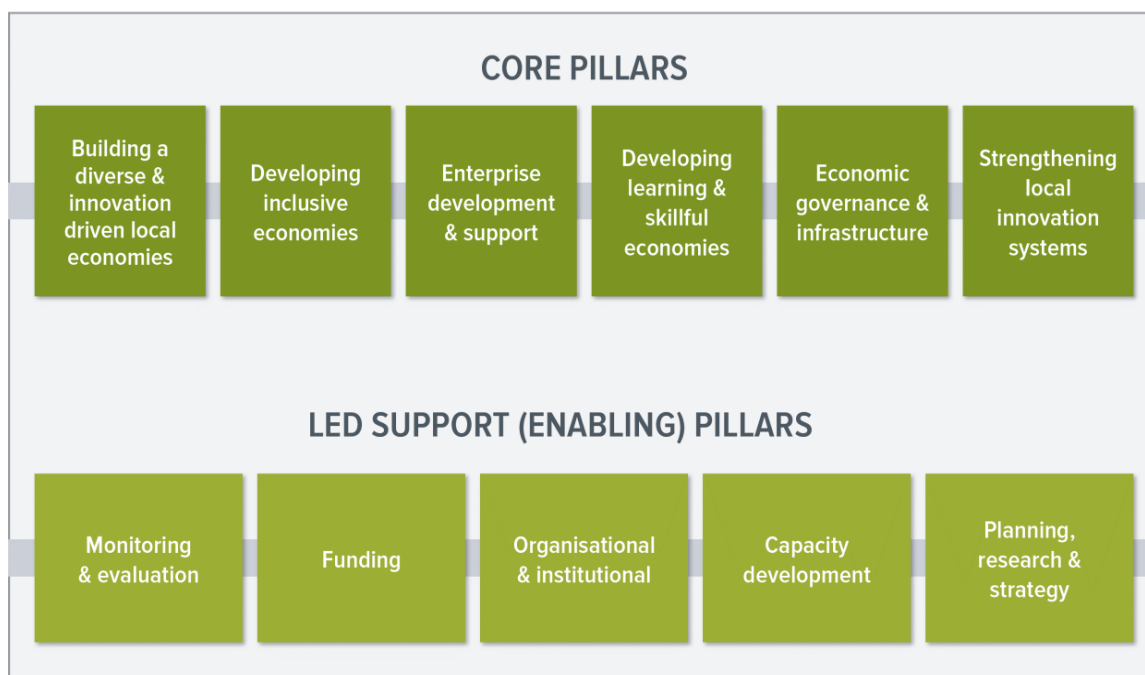 CORE PILLARS
Building a
diverse &
innovation
driven local
economies
Developing
inclusive
economies
Enterprise
development
& support
Developing
learning &
skillful
economies
Economic
governance &
infrastructure
Strengthening
local
innovation
systems
LED SUPPORT (ENABLING) PILLARS
Monitoring
& evaluation
Funding
Organisational
& institutional
Capacity
development
Planning,
research &
strategy